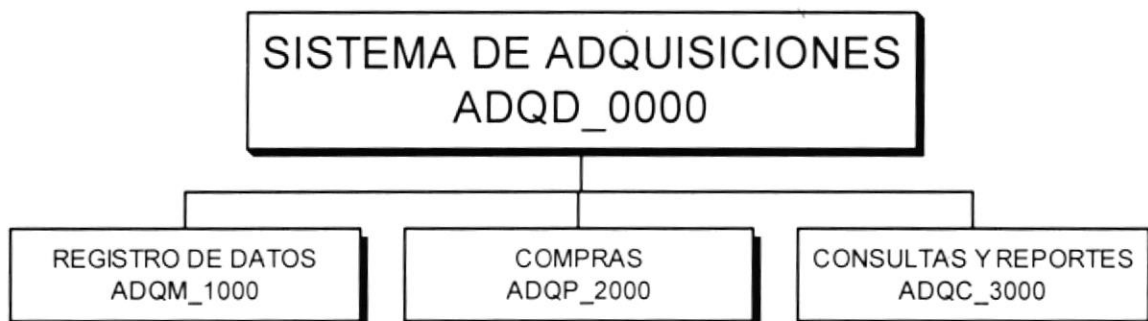 SISTEMA DE ADQUISICIONES
ADQD_0000
REGISTRO DE DATOS
ADQM_1000
COMPRAS
ADQP_2000
CONSULTAS Y REPORTES
ADQC_3000